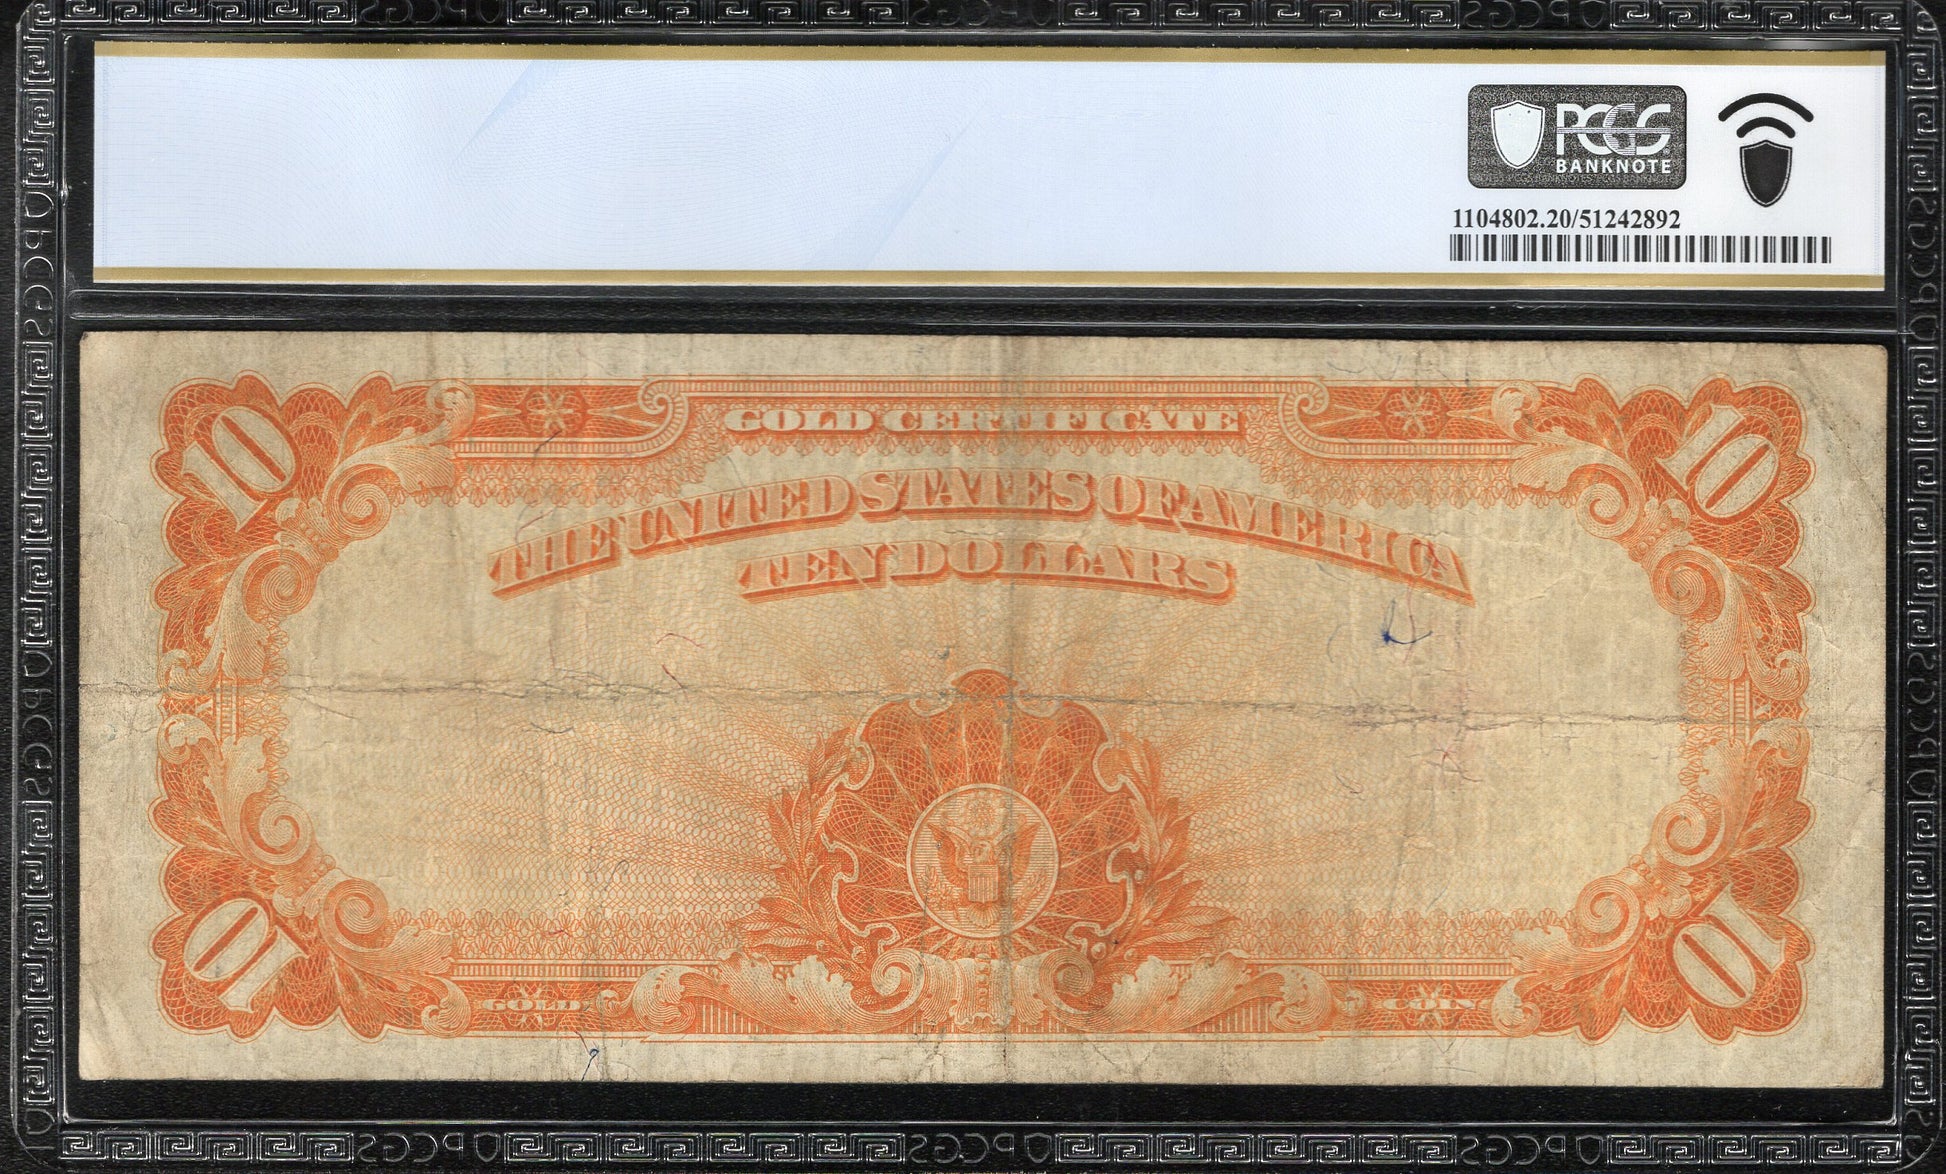 PCGS
BANKNOTE
1104802.20/51242892
10 GOLD CERTIFICATE 10
THE UNITED STATES OF AMERICA
TEN DOLLARS
10 GOLD COIN 10